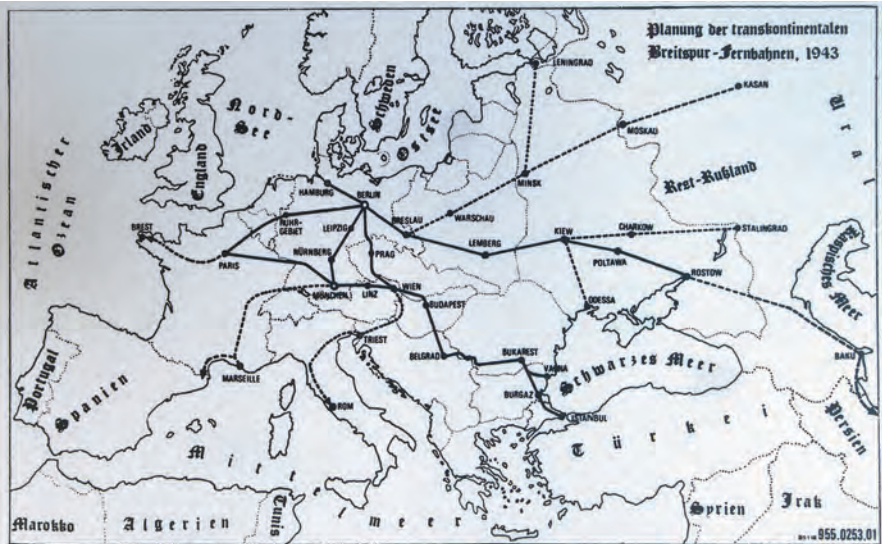 Planung der transkontinentalen
Breitspur-Fernbahnen, 1943
LENINGRAD
KASAN
MOSKAU
Ural
Nord-
See
Schweden
Ostsee
Irland
England
Atlantischer
Ozean
Rest-Rußland
MINSK
HAMBURG
BERLIN
WARSCHAU
BRESLAU
RUHR-
GEBIET
LEIPZIG
BREST
PARIS
NÜRNBERG
PRAG
LEMBERG
KIEW
CHARKOW
STALINGRAD
POLTAWA
ROSTOW
MÜNCHEN
LINZ
WIEN
BUDAPEST
ODESSA
Kaspisches
Meer
TRIEST
BELGRAD
BUKAREST
VARNA
Schwarzes Meer
BAKU
MARSEILLE
BURGAZ
ISTANBUL
ROM
Portugal
Spanien
Türkei
Persien
Mittelmeer
Marokko
Algerien
Tunis
Syrien
Irak
955.0253.01